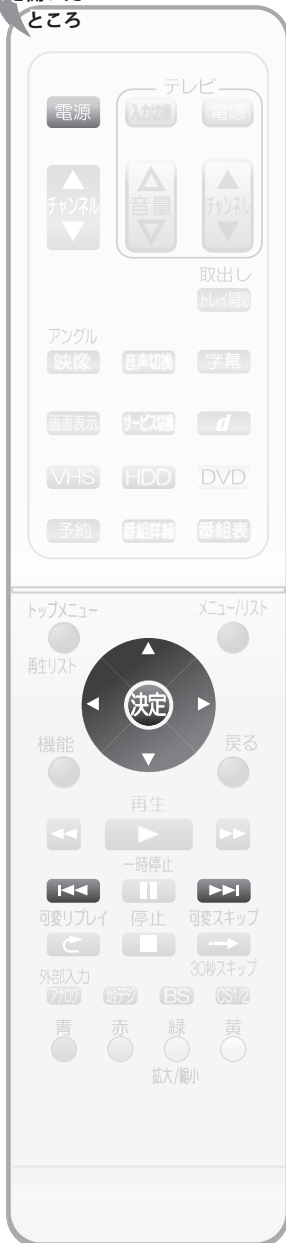 ところ
テレビ
電源 入力切換 電源
チャンネル 音量 チャンネル
取出し
トレイ開閉
アングル
映像 音声切換 字幕
画面表示 サービス切換 d
VHS HDD DVD
予約 番組詳細 番組表
トップメニュー メニュー/リスト
再生リスト
決定
機能 戻る
再生
一時停止
可変リプレイ 停止 可変スキップ
30秒スキップ
外部入力
アナログ 地デジ BS CS1/2
青 赤 緑 黄
拡大/縮小